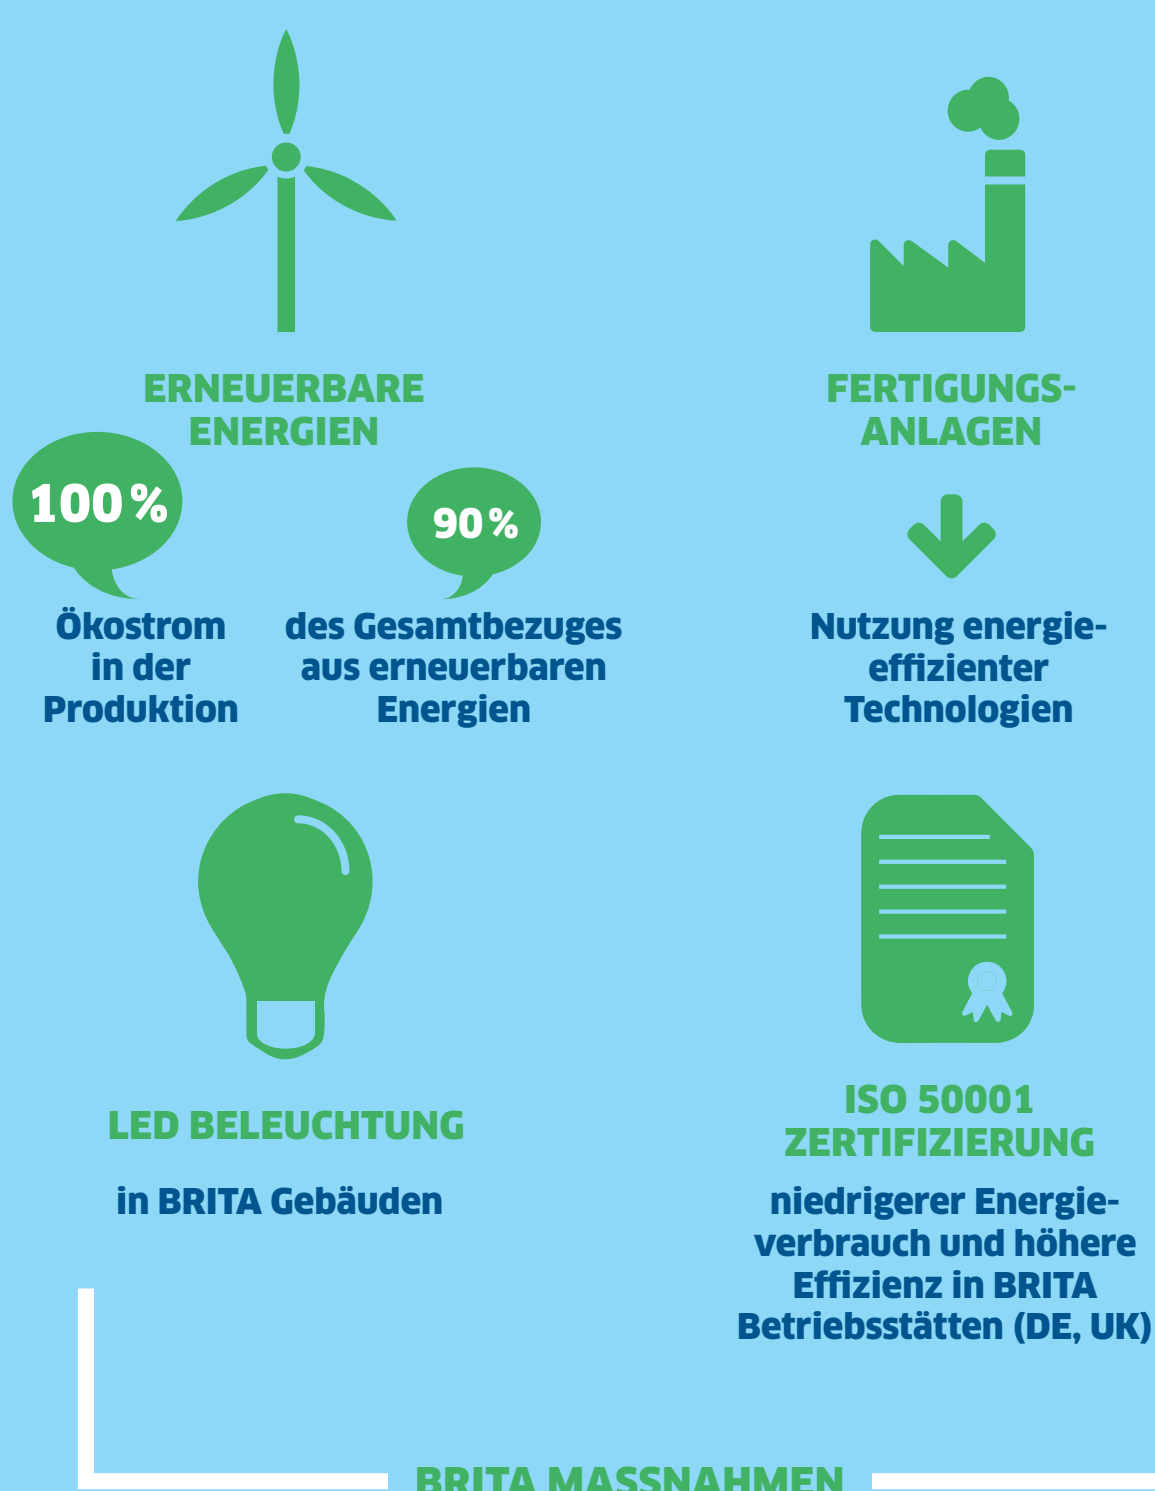 ERNEUERBARE
ENERGIEN
100 %
Ökostrom
in der
Produktion
90 %
des Gesamtbezuges
aus erneuerbaren
Energien
FERTIGUNGS-
ANLAGEN
Nutzung energie-
effizienter
Technologien
LED BELEUCHTUNG
in BRITA Gebäuden
ISO 50001
ZERTIFIZIERUNG
niedrigerer Energie-
verbrauch und höhere
Effizienz in BRITA
Betriebsstätten (DE, UK)
BRITA MASSNAHMEN